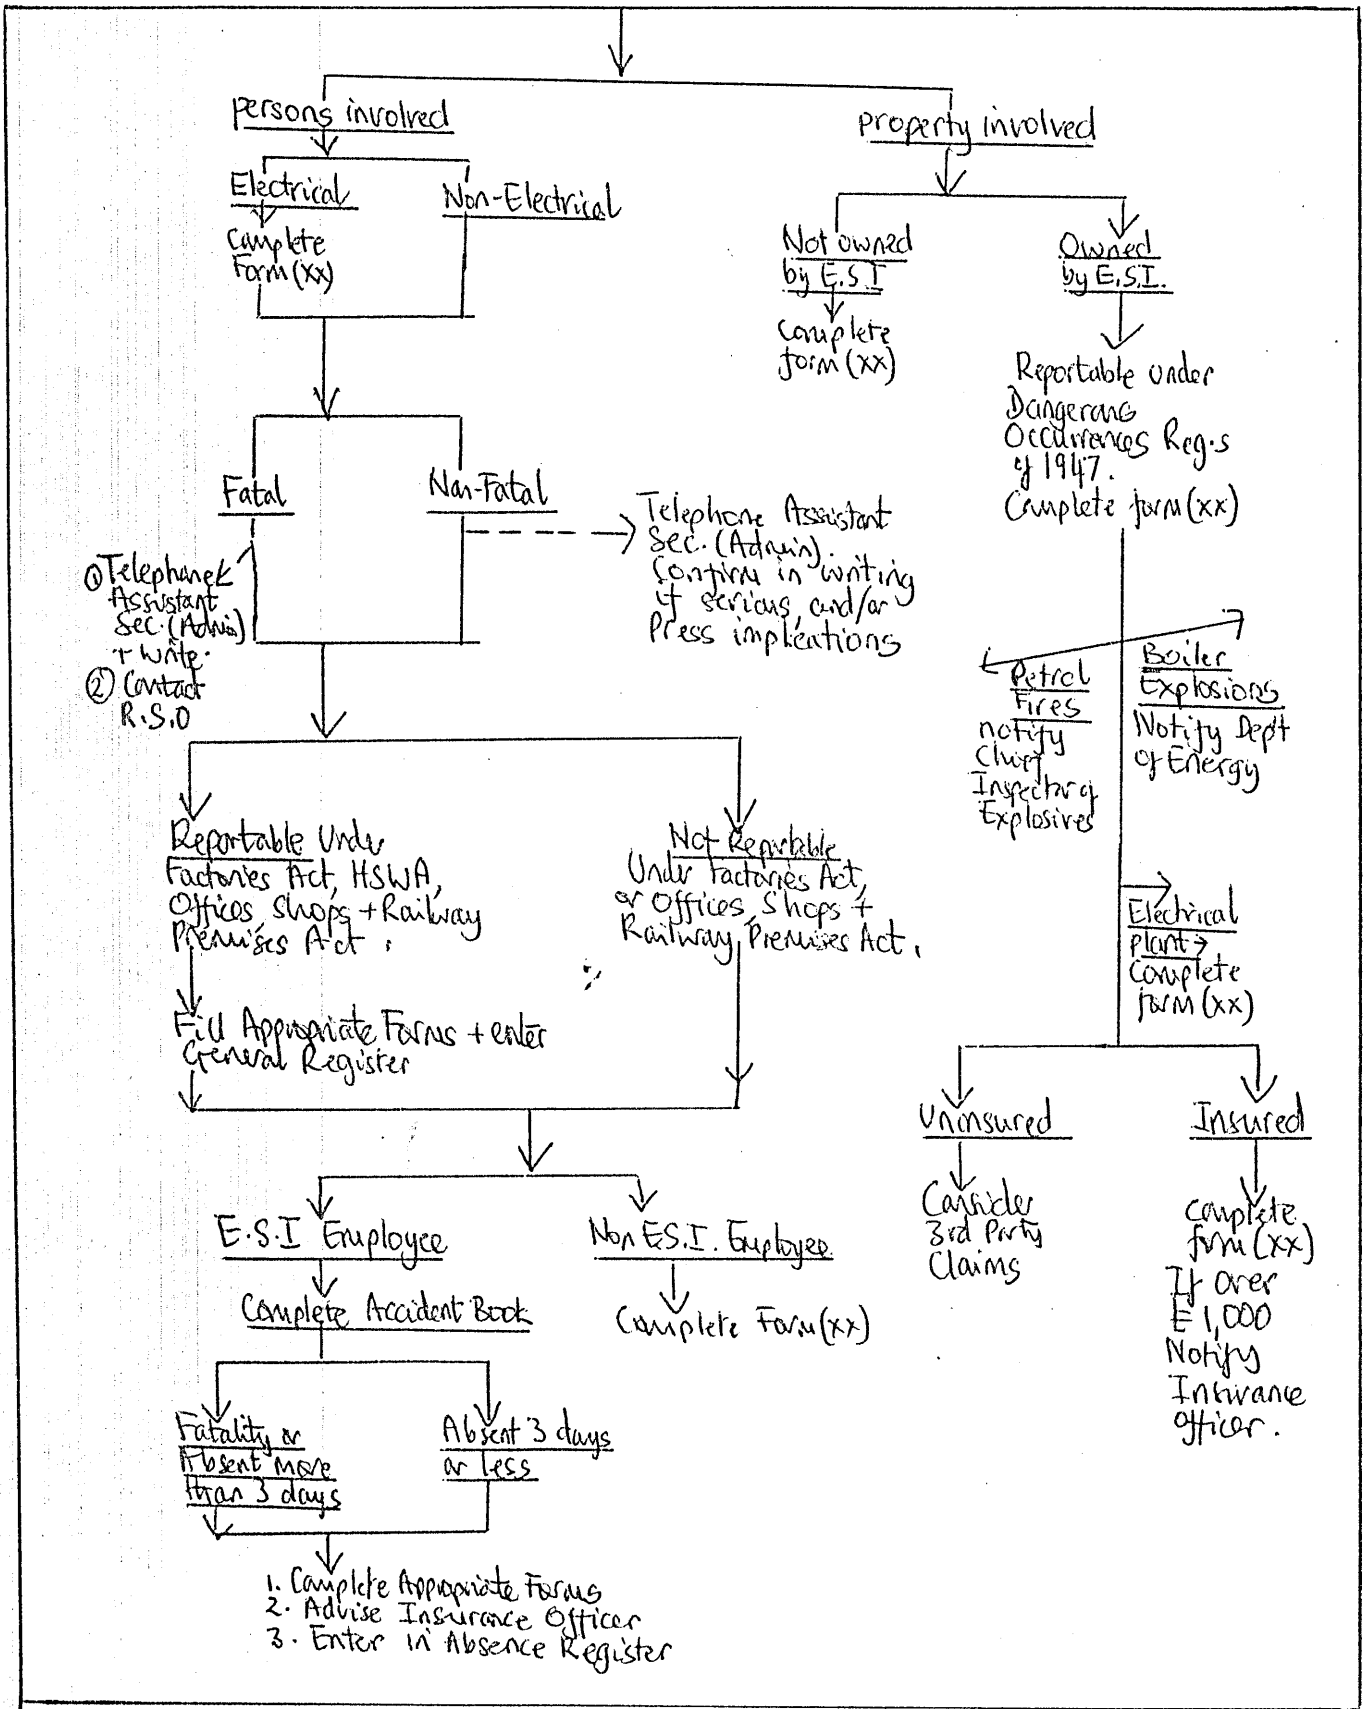 persons involved
Electrical
Complete
Form (xx)
Non-Electrical
Fatal
① Telephone
Assistant
Sec. (Admin)
+ Write.
② Contact
R.S.O
Non-Fatal
Telephone Assistant
Sec. (Admin).
Confirm in writing
if serious, and/or
Press implications
Reportable Under
Factories Act, HSWA,
Offices, Shops + Railway
Premises Act.
Fill Appropriate Forms + enter
General Register
Not Reportable
Under Factories Act,
or Offices, Shops +
Railway, Premises Act.
E.S.I Employee
Complete Accident Book
Fatality or
Absent more
than 3 days
Absent 3 days
or less
1. Complete Appropriate Forms
2. Advise Insurance Officer
3. Enter in Absence Register
Non E.S.I. Employee
Complete Form (xx)
property involved
Not owned
by E.S.I
Complete
form (xx)
Owned
by E.S.I.
Reportable under
Dangerous
Occurrences Reg.s
of 1947.
Complete form (xx)
Petrol
Fires
notify
Chief
Inspector of
Explosives
Boiler
Explosions
Notify Dep't
of Energy
Electrical
plant
Complete
form (xx)
Uninsured
Consider
3rd Party
Claims
Insured
Complete
form (xx)
If over
£1,000
Notify
Insurance
Officer.